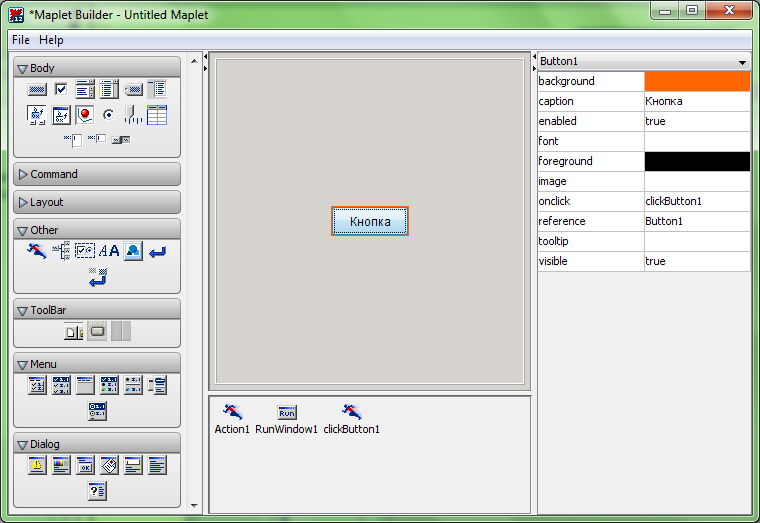 *Maplet Builder - Untitled Maplet
File Help
Body
Command
Layout
Other
ToolBar
Menu
Dialog
Кнопка
Action1 RunWindow1 clickButton1
Run
Button1
background
caption Кнопка
enabled true
font
foreground
image
onclick clickButton1
reference Button1
tooltip
visible true